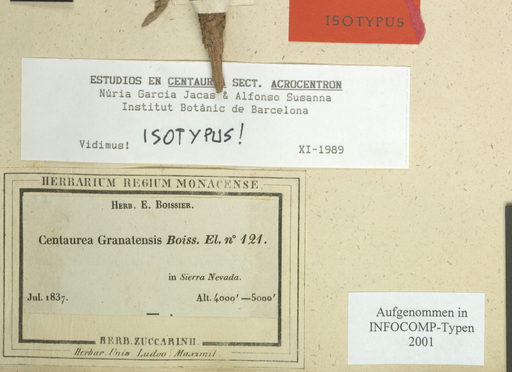 ISOTYPUS
ESTUDIOS EN CENTAUREA SECT. ACROCENTRON
Núria Garcia Jacas & Alfonso Susanna
Institut Botànic de Barcelona
Vidimus! ISOTYPUS! XI-1989
HERBARIUM REGIUM MONACENSE.
HERB. E. BOISSIER.
Centaurea Granatensis Boiss. El. nº 121.
in Sierra Nevada.
Jul. 1837. Alt. 4000' — 5000'
HERB. ZUCCARINII.
Herbar. Univ. Ludov. Maximil.
Aufgenommen in
INFOCOMP-Typen
2001